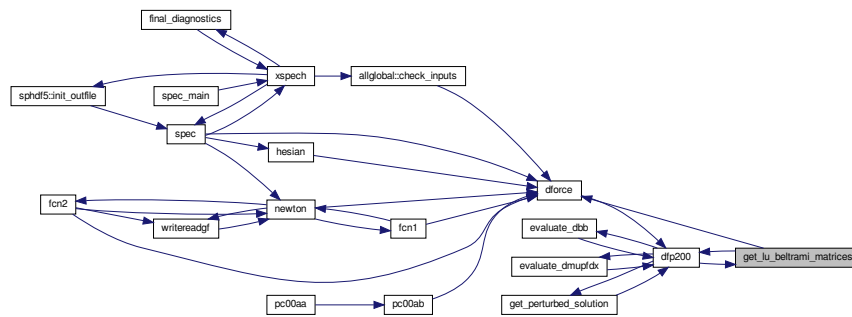 final_diagnostics
xspech
allglobal::check_inputs
sphdf5::init_outfile
spec_main
spec
hesian
dforce
fcn2
newton
writereadgf
fcn1
evaluate_dbb
dfp200
get_lu_beltrami_matrices
evaluate_dmupfdx
pc00aa
pc00ab
get_perturbed_solution